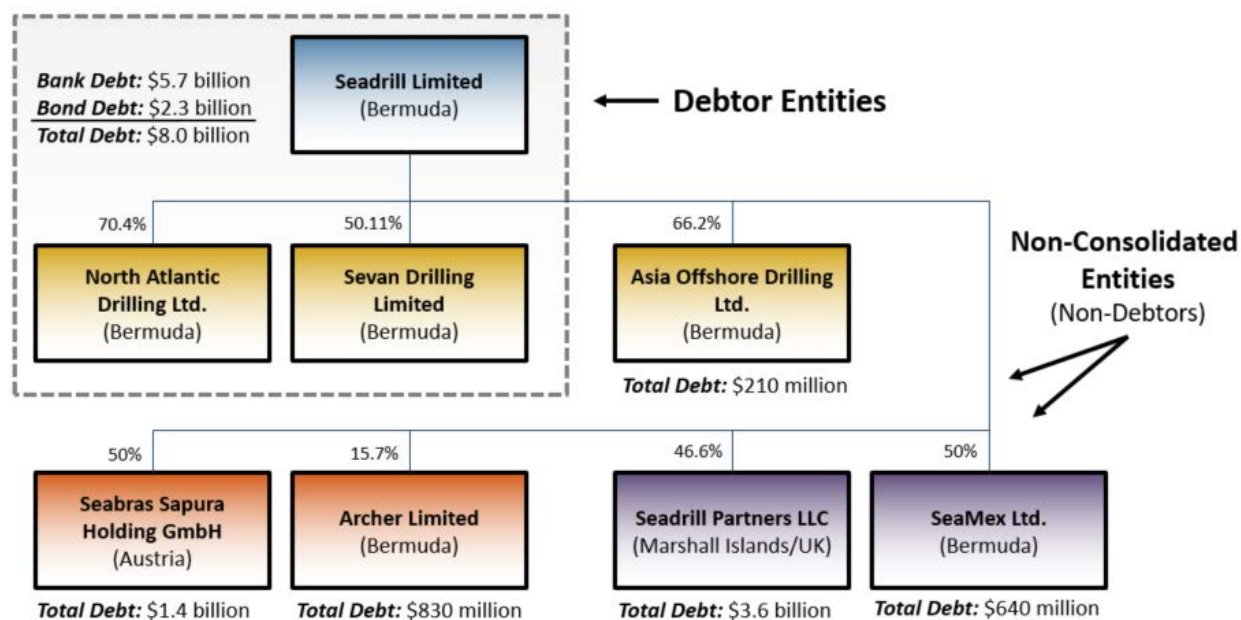 Bank Debt: $5.7 billion
Bond Debt: $2.3 billion
Total Debt: $8.0 billion
Seadrill Limited
(Bermuda)
Debtor Entities
70.4%
50.11%
66.2%
North Atlantic
Drilling Ltd.
(Bermuda)
Sevan Drilling
Limited
(Bermuda)
Asia Offshore Drilling
Ltd.
(Bermuda)
Total Debt: $210 million
Non-Consolidated
Entities
(Non-Debtors)
50%
15.7%
46.6%
50%
Seabras Sapura
Holding GmbH
(Austria)
Total Debt: $1.4 billion
Archer Limited
(Bermuda)
Total Debt: $830 million
Seadrill Partners LLC
(Marshall Islands/UK)
Total Debt: $3.6 billion
SeaMex Ltd.
(Bermuda)
Total Debt: $640 million